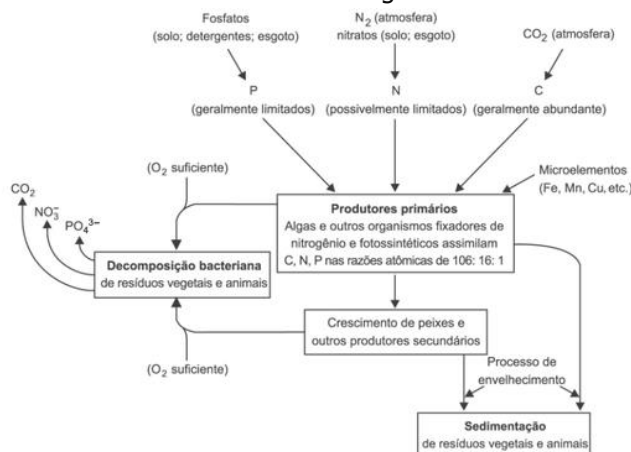 Fosfatos
(solo; detergentes; esgoto)
N₂ (atmosfera)
nitratos (solo; esgoto)
CO₂ (atmosfera)
P
(geralmente limitados)
N
(possivelmente limitados)
C
(geralmente abundante)
(O₂ suficiente)
Microelementos
(Fe, Mn, Cu, etc.)
CO₂
NO₃⁻
PO₄³⁻
Produtores primários
Algas e outros organismos fixadores de
nitrogênio e fotossintéticos assimilam
C, N, P nas razões atômicas de 106: 16: 1
Decomposição bacteriana
de resíduos vegetais e animais
Crescimento de peixes e
outros produtores secundários
(O₂ suficiente)
Processo de
envelhecimento
Sedimentação
de resíduos vegetais e animais